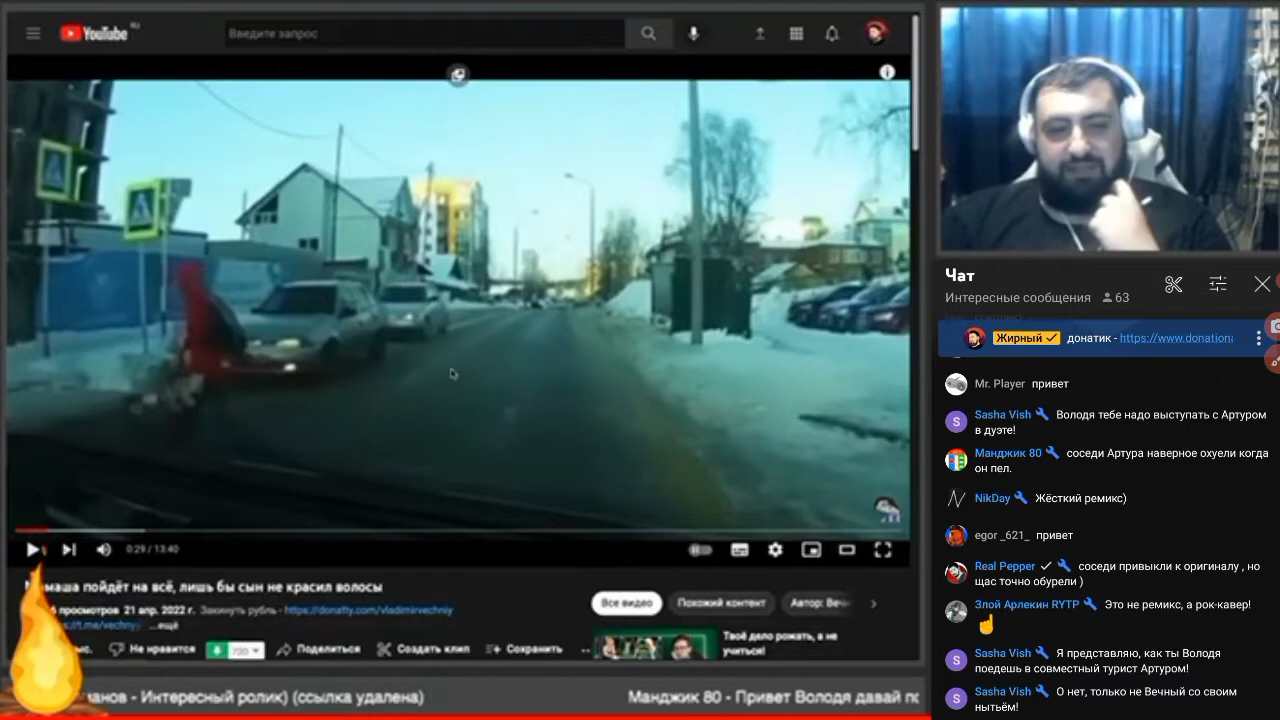 YouTube RU
Введите запрос
0:29 / 13:40
маша пойдёт на всё, лишь бы сын не красил волосы
просмотров 21 апр. 2022 г. Закинуть рубль - https://donatty.com/vladimirvechniy
...ещё
Не нравится
720
Поделиться
Создать клип
Сохранить
Все видео
Похожий контент
Автор: Веч
Твоё дело рожать, а не
учиться!
анов - Интересный ролик) (ссылка удалена)
Манджик 80 - Привет Володя давай по
Чат
Интересные сообщения 63
Жирный донатик - https://www.donationa
Mr. Player привет
Sasha Vish Володя тебе надо выступать с Артуром
в дуэте!
Манджик 80 соседи Артура наверное охуели когда
он пел.
NikDay Жёсткий ремикс)
egor _621_ привет
Real Pepper соседи привыкли к оригиналу , но
щас точно обурели )
Злой Арлекин RYTP Это не ремикс, а рок-кавер!
Sasha Vish Я представляю, как ты Володя
поедешь в совместный турист Артуром!
Sasha Vish О нет, только не Вечный со своим
нытьём!